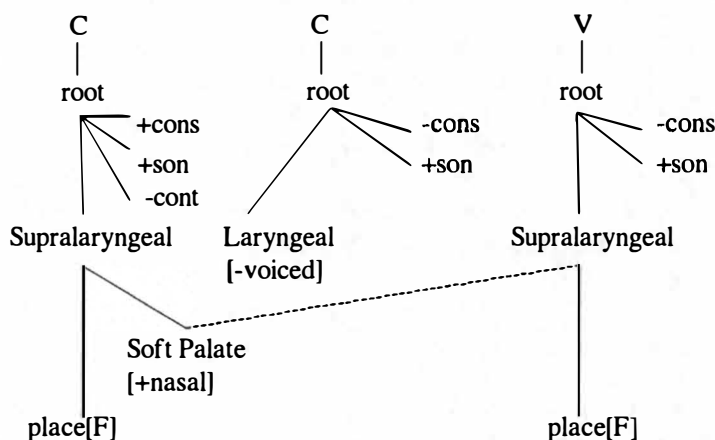 C C V
root root root
+cons -cons -cons
+son +son +son
-cont
Supralaryngeal Laryngeal Supralaryngeal
[-voiced]
Soft Palate
[+nasal]
place[F] place[F]